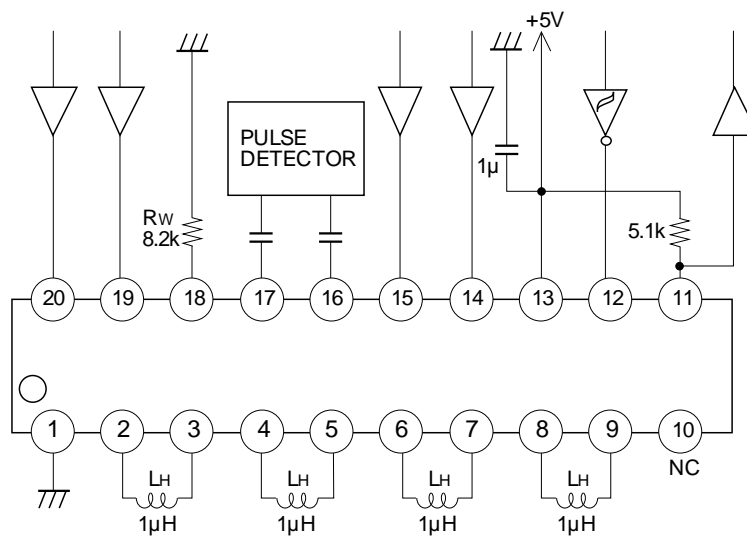 +5V
PULSE
DETECTOR
1μ
RW
8.2k
5.1k
20 19 18 17 16 15 14 13 12 11
1 2 3 4 5 6 7 8 9 10
NC
LH LH LH LH
1μH 1μH 1μH 1μH